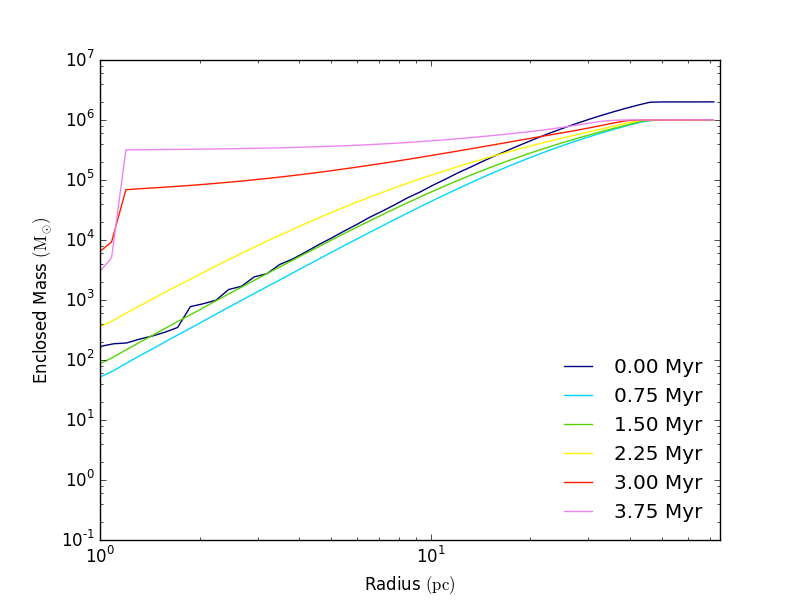 10^7
10^6
10^5
10^4
10^3
10^2
10^1
10^0
10^-1
Enclosed Mass (M_⊙)
0.00 Myr
0.75 Myr
1.50 Myr
2.25 Myr
3.00 Myr
3.75 Myr
10^0 10^1
Radius (pc)